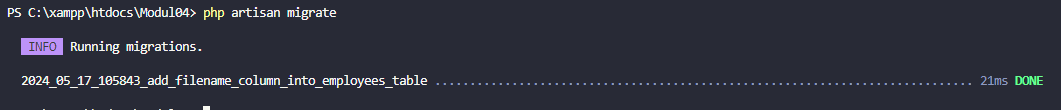 PS C:\xampp\htdocs\Modul04> php artisan migrate
INFO Running migrations.
2024_05_17_105843_add_filename_column_into_employees_table ........................................................................... 21ms DONE